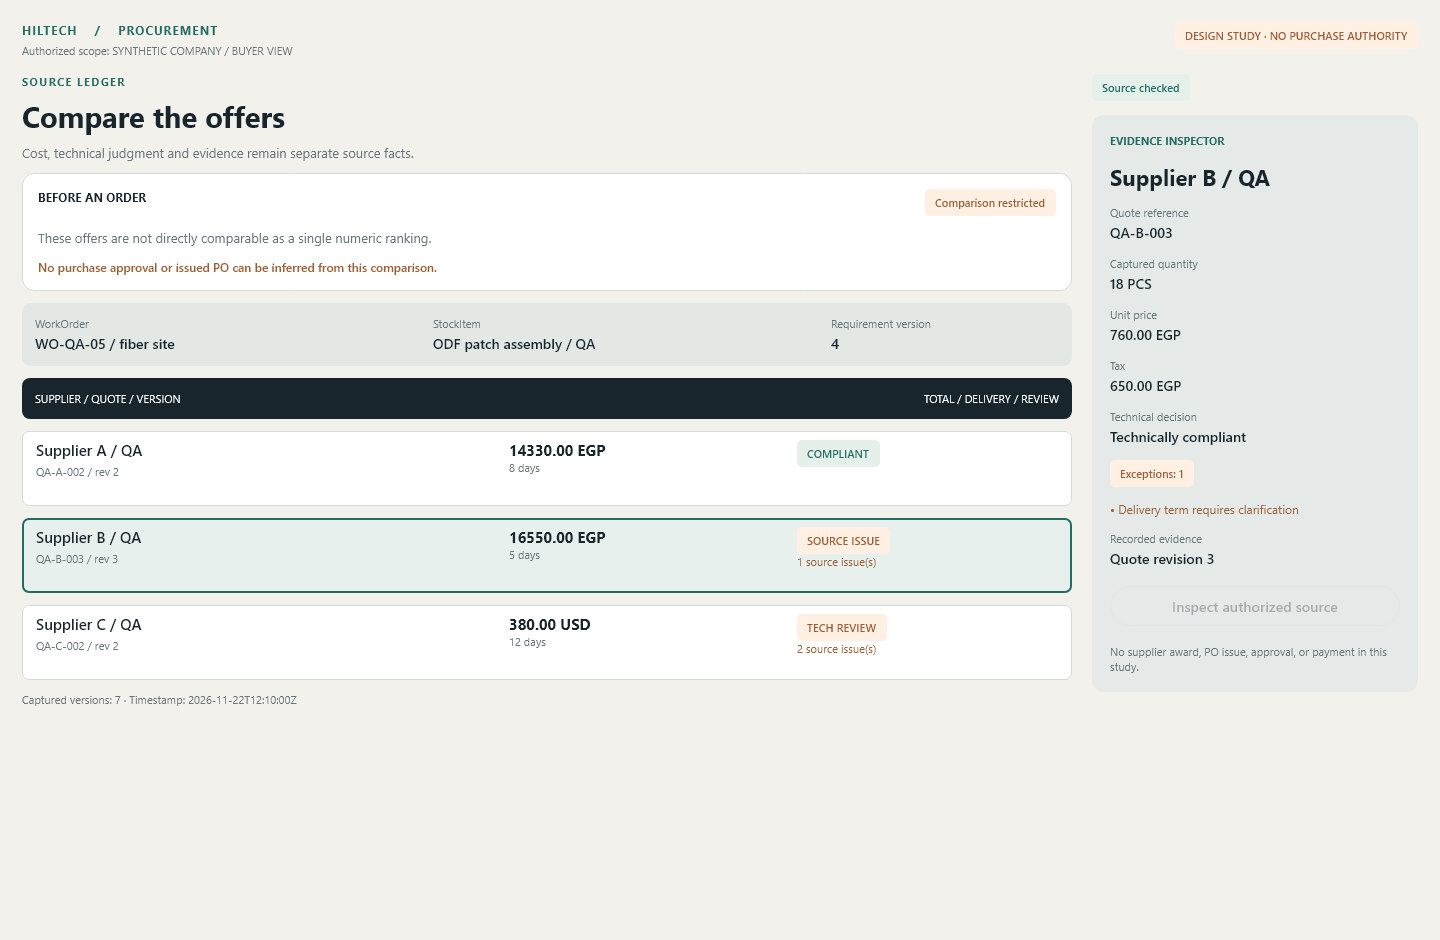 HILTECH / PROCUREMENT
Authorized scope: SYNTHETIC COMPANY / BUYER VIEW
DESIGN STUDY · NO PURCHASE AUTHORITY
SOURCE LEDGER
Compare the offers
Cost, technical judgment and evidence remain separate source facts.
BEFORE AN ORDER
Comparison restricted
These offers are not directly comparable as a single numeric ranking.
No purchase approval or issued PO can be inferred from this comparison.
WorkOrder
WO-QA-05 / fiber site
StockItem
ODF patch assembly / QA
Requirement version
4
SUPPLIER / QUOTE / VERSION
TOTAL / DELIVERY / REVIEW
Supplier A / QA
QA-A-002 / rev 2
14330.00 EGP
8 days
COMPLIANT
Supplier B / QA
QA-B-003 / rev 3
16550.00 EGP
5 days
SOURCE ISSUE
1 source issue(s)
Supplier C / QA
QA-C-002 / rev 2
380.00 USD
12 days
TECH REVIEW
2 source issue(s)
Captured versions: 7 · Timestamp: 2026-11-22T12:10:00Z
Source checked
EVIDENCE INSPECTOR
Supplier B / QA
Quote reference
QA-B-003
Captured quantity
18 PCS
Unit price
760.00 EGP
Tax
650.00 EGP
Technical decision
Technically compliant
Exceptions: 1
• Delivery term requires clarification
Recorded evidence
Quote revision 3
Inspect authorized source
No supplier award, PO issue, approval, or payment in this
study.